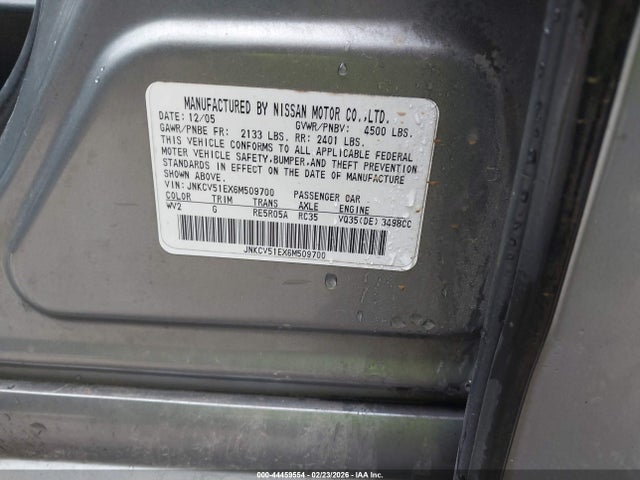 MANUFACTURED BY NISSAN MOTOR CO.,LTD.
DATE: 12/05 GVWR/PNBV: 4500 LBS.
GAWR/PNBE FR: 2133 LBS. RR: 2401 LBS.
THIS VEHICLE CONFORMS TO ALL APPLICABLE FEDERAL
MOTOR VEHICLE SAFETY,BUMPER,AND THEFT PREVENTION
STANDARDS IN EFFECT ON THE DATE OF MANUFACTURE
SHOWN ABOVE.
VIN: JNKCV51EX6M509700 PASSENGER CAR
COLOR TRIM TRANS AXLE ENGINE
WV2 G RE5R05A RC35 VQ35(DE) 3498CC
JNKCV51EX6M509700
000-44459554 | 02/23/2026 | IAA, Inc.